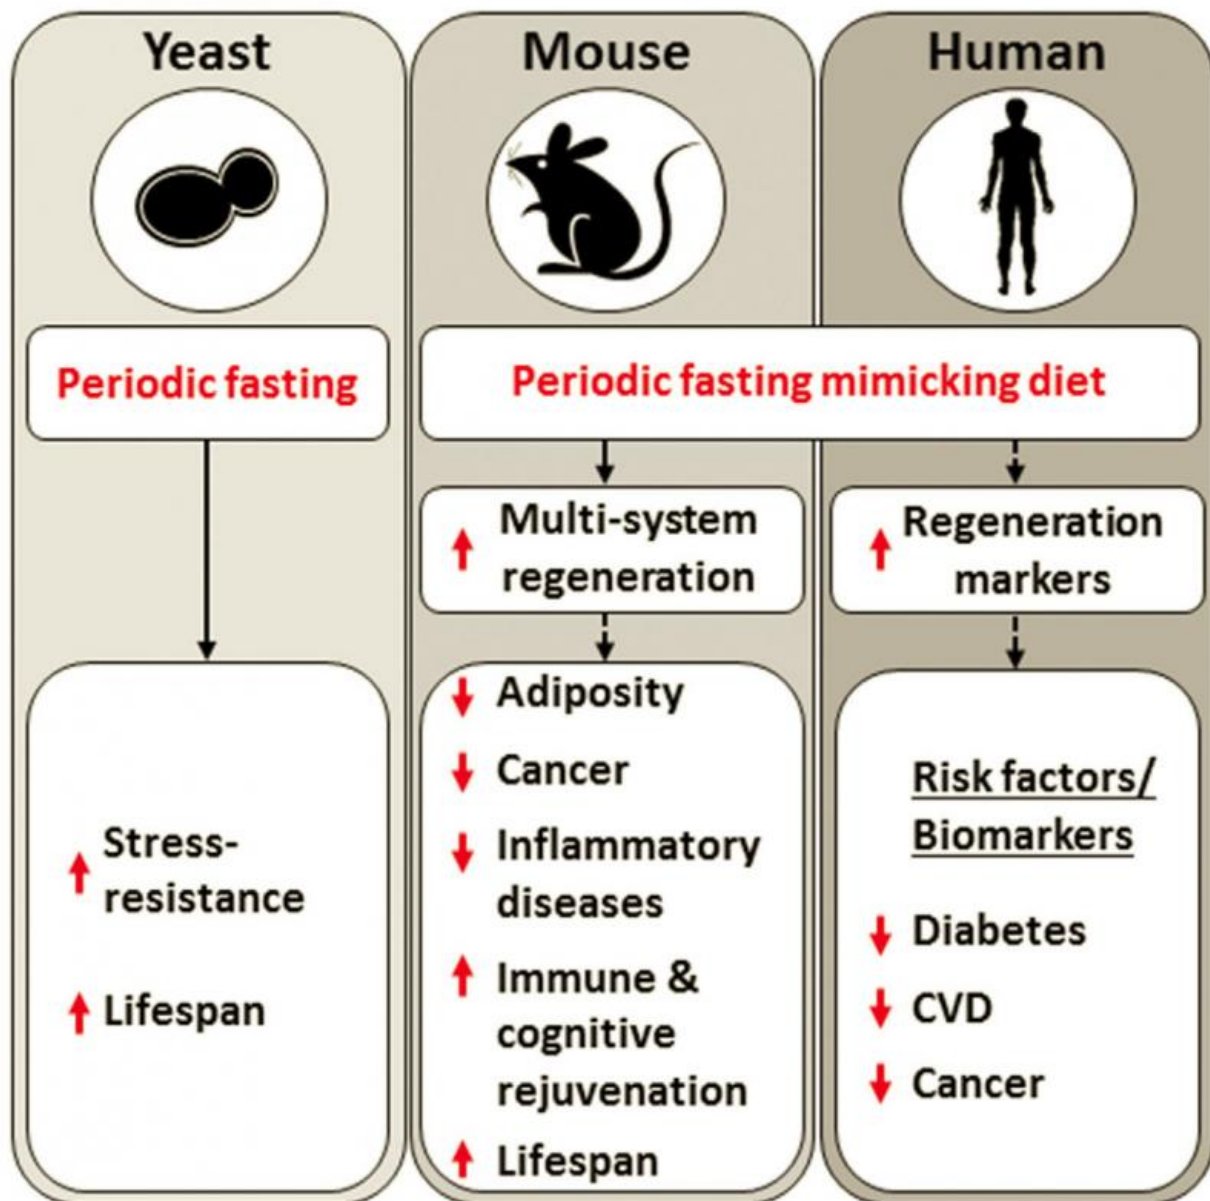 Yeast
Mouse
Human
Periodic fasting
Periodic fasting mimicking diet
Multi-system
regeneration
Regeneration
markers
Stress-
resistance
Lifespan
Adiposity
Cancer
Inflammatory
diseases
Immune &
cognitive
rejuvenation
Lifespan
Risk factors/
Biomarkers
Diabetes
CVD
Cancer